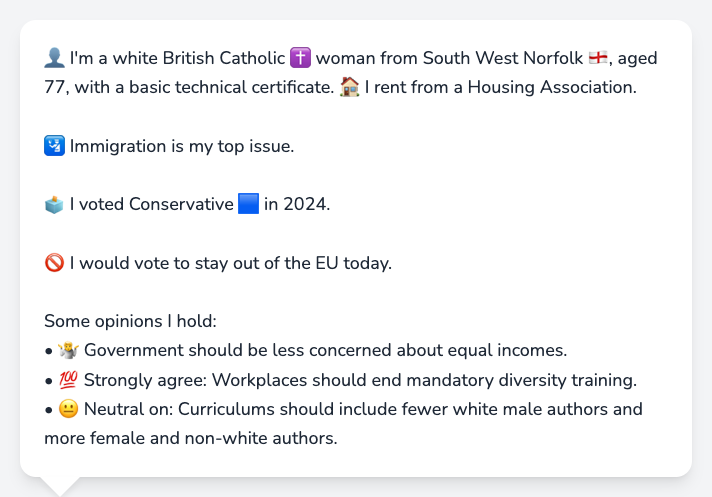 👤 I'm a white British Catholic ✝️ woman from South West Norfolk 🏴󠁧󠁢󠁥󠁮󠁧󠁿, aged
77, with a basic technical certificate. 🏠 I rent from a Housing Association.
🛂 Immigration is my top issue.
🗳️ I voted Conservative 🟦 in 2024.
🚫 I would vote to stay out of the EU today.
Some opinions I hold:
• 🤷 Government should be less concerned about equal incomes.
• 💯 Strongly agree: Workplaces should end mandatory diversity training.
• 😐 Neutral on: Curriculums should include fewer white male authors and
more female and non-white authors.